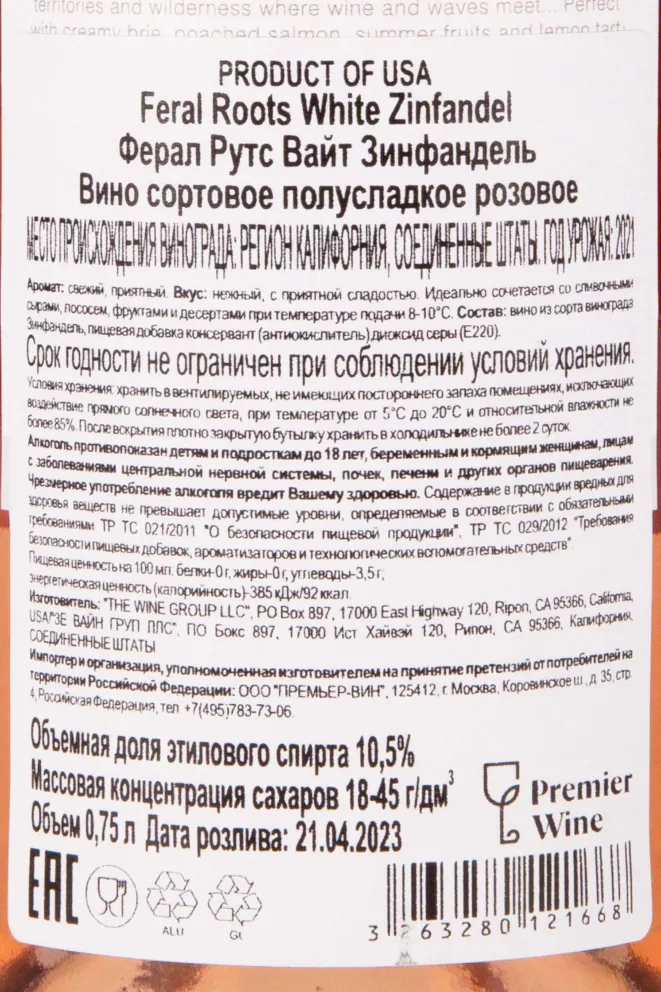 territories and wilderness where wine and waves meet... Perfect
with creamy brie, poached salmon, summer fruits and lemon tart.
PRODUCT OF USA
Feral Roots White Zinfandel
Ферал Рутс Вайт Зинфандель
Вино сортовое полусладкое розовое
МЕСТО ПРОИСХОЖДЕНИЯ ВИНОГРАДА: РЕГИОН КАЛИФОРНИЯ, СОЕДИНЕННЫЕ ШТАТЫ. ГОД УРОЖАЯ: 2021
Аромат: свежий, приятный. Вкус: нежный, с приятной сладостью. Идеально сочетается со сливочными
сырами, лососем, фруктами и десертами при температуре подачи 8-10°C. Состав: вино из сорта винограда
Зинфандель, пищевая добавка консервант (антиокислитель) диоксид серы (E220).
Срок годности не ограничен при соблюдении условий хранения.
Условия хранения: хранить в вентилируемых, не имеющих постороннего запаха помещениях, исключающих
воздействие прямого солнечного света, при температуре от 5°C до 20°C и относительной влажности не
более 85%. После вскрытия плотно закрытую бутылку хранить в холодильнике не более 2 суток.
Алкоголь противопоказан детям и подросткам до 18 лет, беременным и кормящим женщинам, лицам
с заболеваниями центральной нервной системы, почек, печени и других органов пищеварения.
Чрезмерное употребление алкоголя вредит Вашему здоровью. Содержание в продукции вредных для
здоровья веществ не превышает допустимые уровни, определяемые в соответствии с обязательными
требованиями ТР ТС 021/2011 "О безопасности пищевой продукции", ТР ТС 029/2012 "Требования
безопасности пищевых добавок, ароматизаторов и технологических вспомогательных средств".
Пищевая ценность на 100 мл: белки-0 г, жиры-0 г, углеводы-3,5 г;
энергетическая ценность (калорийность)-385 кДж/92 ккал.
Изготовитель: "THE WINE GROUP LLC", PO Box 897, 17000 East Highway 120, Ripon, CA 95366, California,
USA/"ЗЕ ВАЙН ГРУП ЛЛС", ПО Бокс 897, 17000 Ист Хайвэй 120, Рипон, CA 95366, Калифорния,
СОЕДИНЕННЫЕ ШТАТЫ
Импортер и организация, уполномоченная изготовителем на принятие претензий от потребителей на
территории Российской Федерации: ООО "ПРЕМЬЕР-ВИН", 125412, г. Москва, Коровинское ш., д. 35, стр.
4, Российская Федерация, тел. +7(495)783-73-06.
Объемная доля этилового спирта 10,5%
Массовая концентрация сахаров 18-45 г/дм³
Объем 0,75 л Дата розлива: 21.04.2023
Premier
Wine
EAC
ALU
GL
3 263280 121668